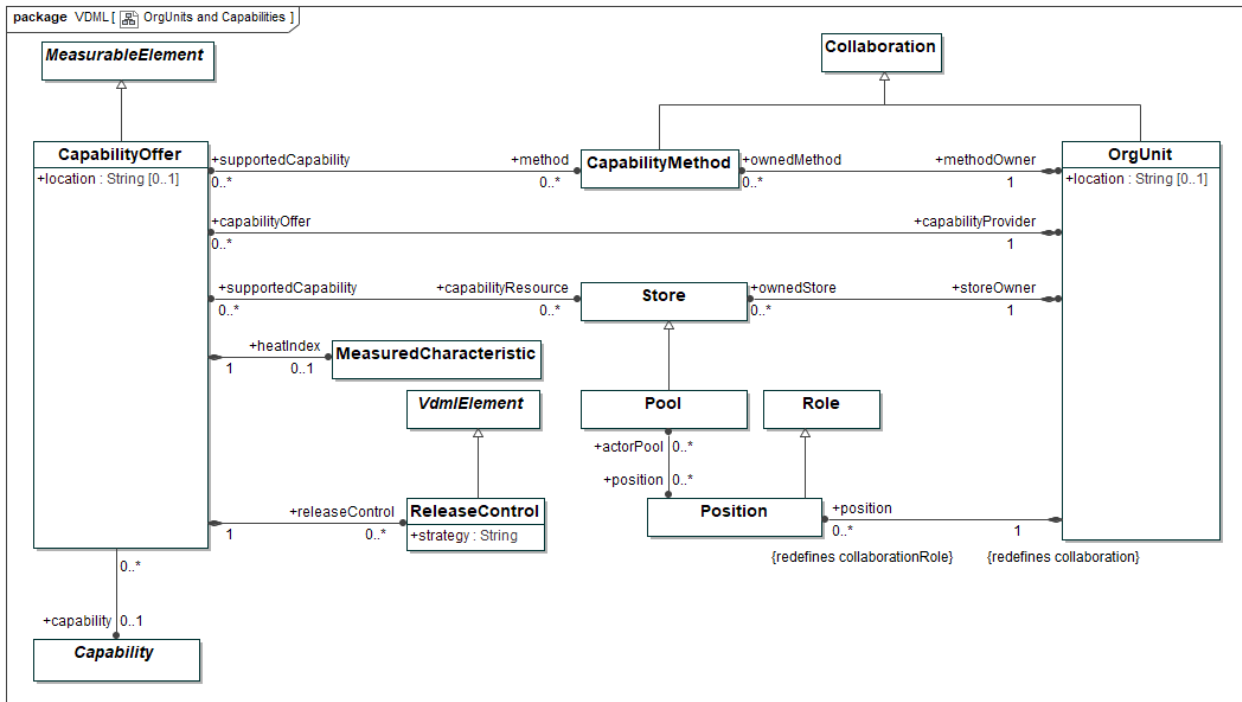 package VDML [ OrgUnits and Capabilities ]
MeasurableElement
Collaboration
CapabilityOffer
+location : String [0..1]
+supportedCapability
0..*
+method
0..*
CapabilityMethod
+ownedMethod
0..*
+methodOwner
1
OrgUnit
+location : String [0..1]
+capabilityOffer
0..*
+capabilityProvider
1
+supportedCapability
0..*
+capabilityResource
0..*
Store
+ownedStore
0..*
+storeOwner
1
+heatIndex
1
0..1
MeasuredCharacteristic
VdmlElement
Pool
Role
+actorPool
0..*
+position
0..*
+releaseControl
1
0..*
ReleaseControl
+strategy : String
Position
+position
0..*
1
{redefines collaborationRole}
{redefines collaboration}
0..*
+capability
0..1
Capability